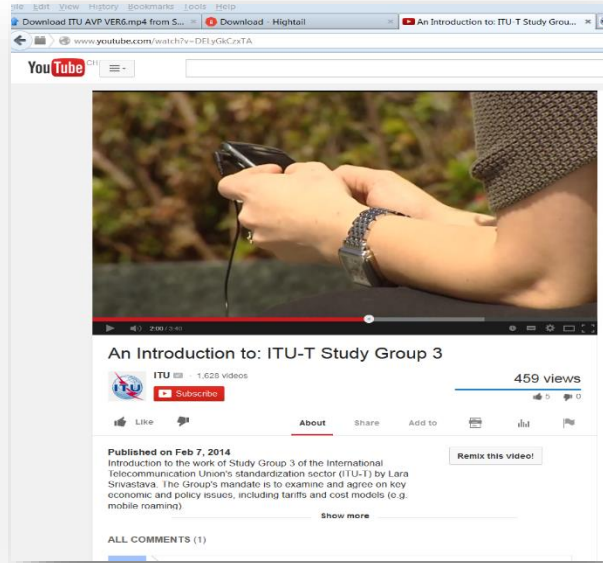 File Edit View History Bookmarks Tools Help
Download ITU AVP VER6.mp4 from S... × Download - Hightail × An Introduction to: ITU-T Study Grou... ×
www.youtube.com/watch?v=DELyGkCzxTA
YouTube CH
2:00 / 3:40
An Introduction to: ITU-T Study Group 3
ITU 1,628 videos
Subscribe
459 views
5 0
Like About Share Add to
Published on Feb 7, 2014
Introduction to the work of Study Group 3 of the International
Telecommunication Union's standardization sector (ITU-T) by Lara
Srivastava. The Group's mandate is to examine and agree on key
economic and policy issues, including tariffs and cost models (e.g.
mobile roaming)
Remix this video!
Show more
ALL COMMENTS (1)